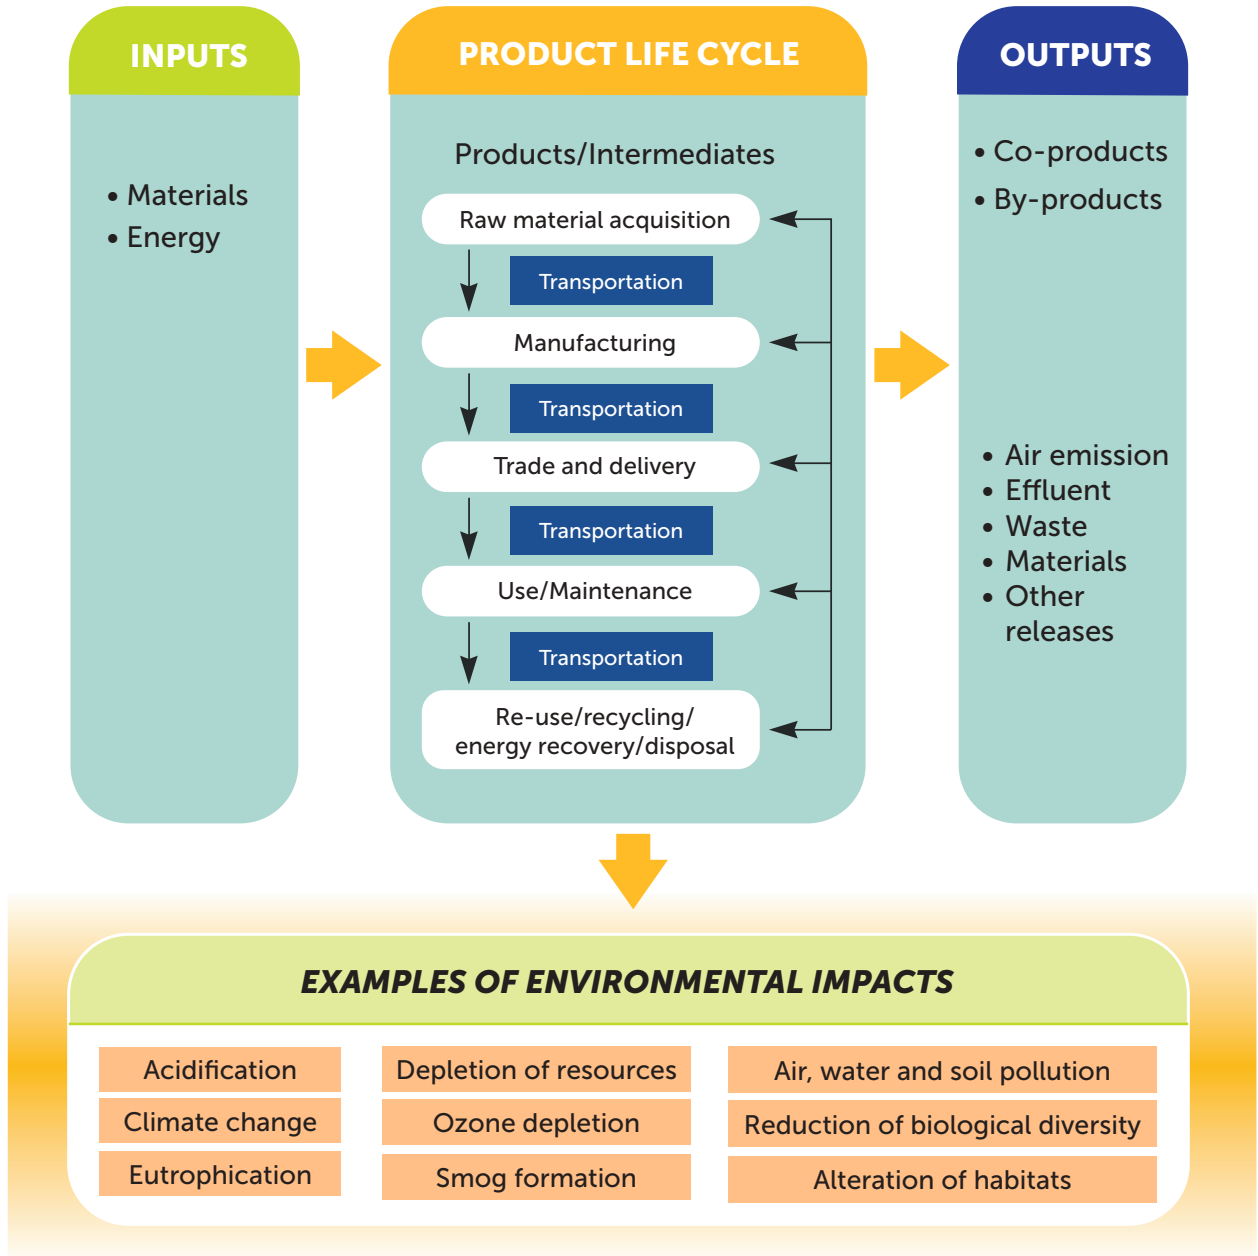 INPUTS
• Materials
• Energy
PRODUCT LIFE CYCLE
Products/Intermediates
Raw material acquisition
Transportation
Manufacturing
Transportation
Trade and delivery
Transportation
Use/Maintenance
Transportation
Re-use/recycling/
energy recovery/disposal
OUTPUTS
• Co-products
• By-products
• Air emission
• Effluent
• Waste
• Materials
• Other
releases
EXAMPLES OF ENVIRONMENTAL IMPACTS
Acidification
Climate change
Eutrophication
Depletion of resources
Ozone depletion
Smog formation
Air, water and soil pollution
Reduction of biological diversity
Alteration of habitats